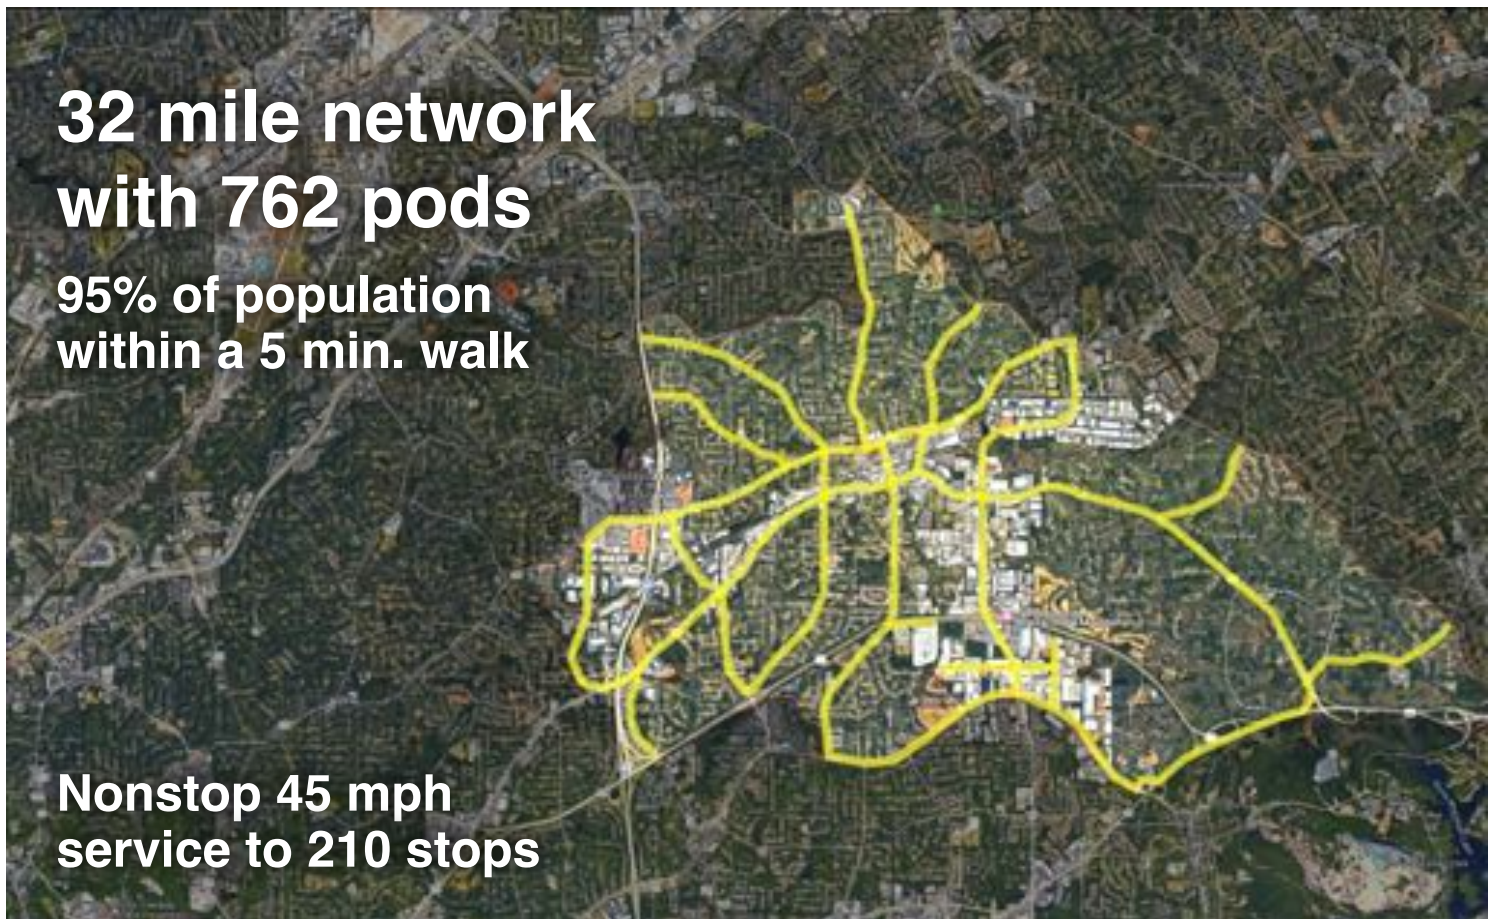 32 mile network
with 762 pods
95% of population
within a 5 min. walk
Nonstop 45 mph
service to 210 stops